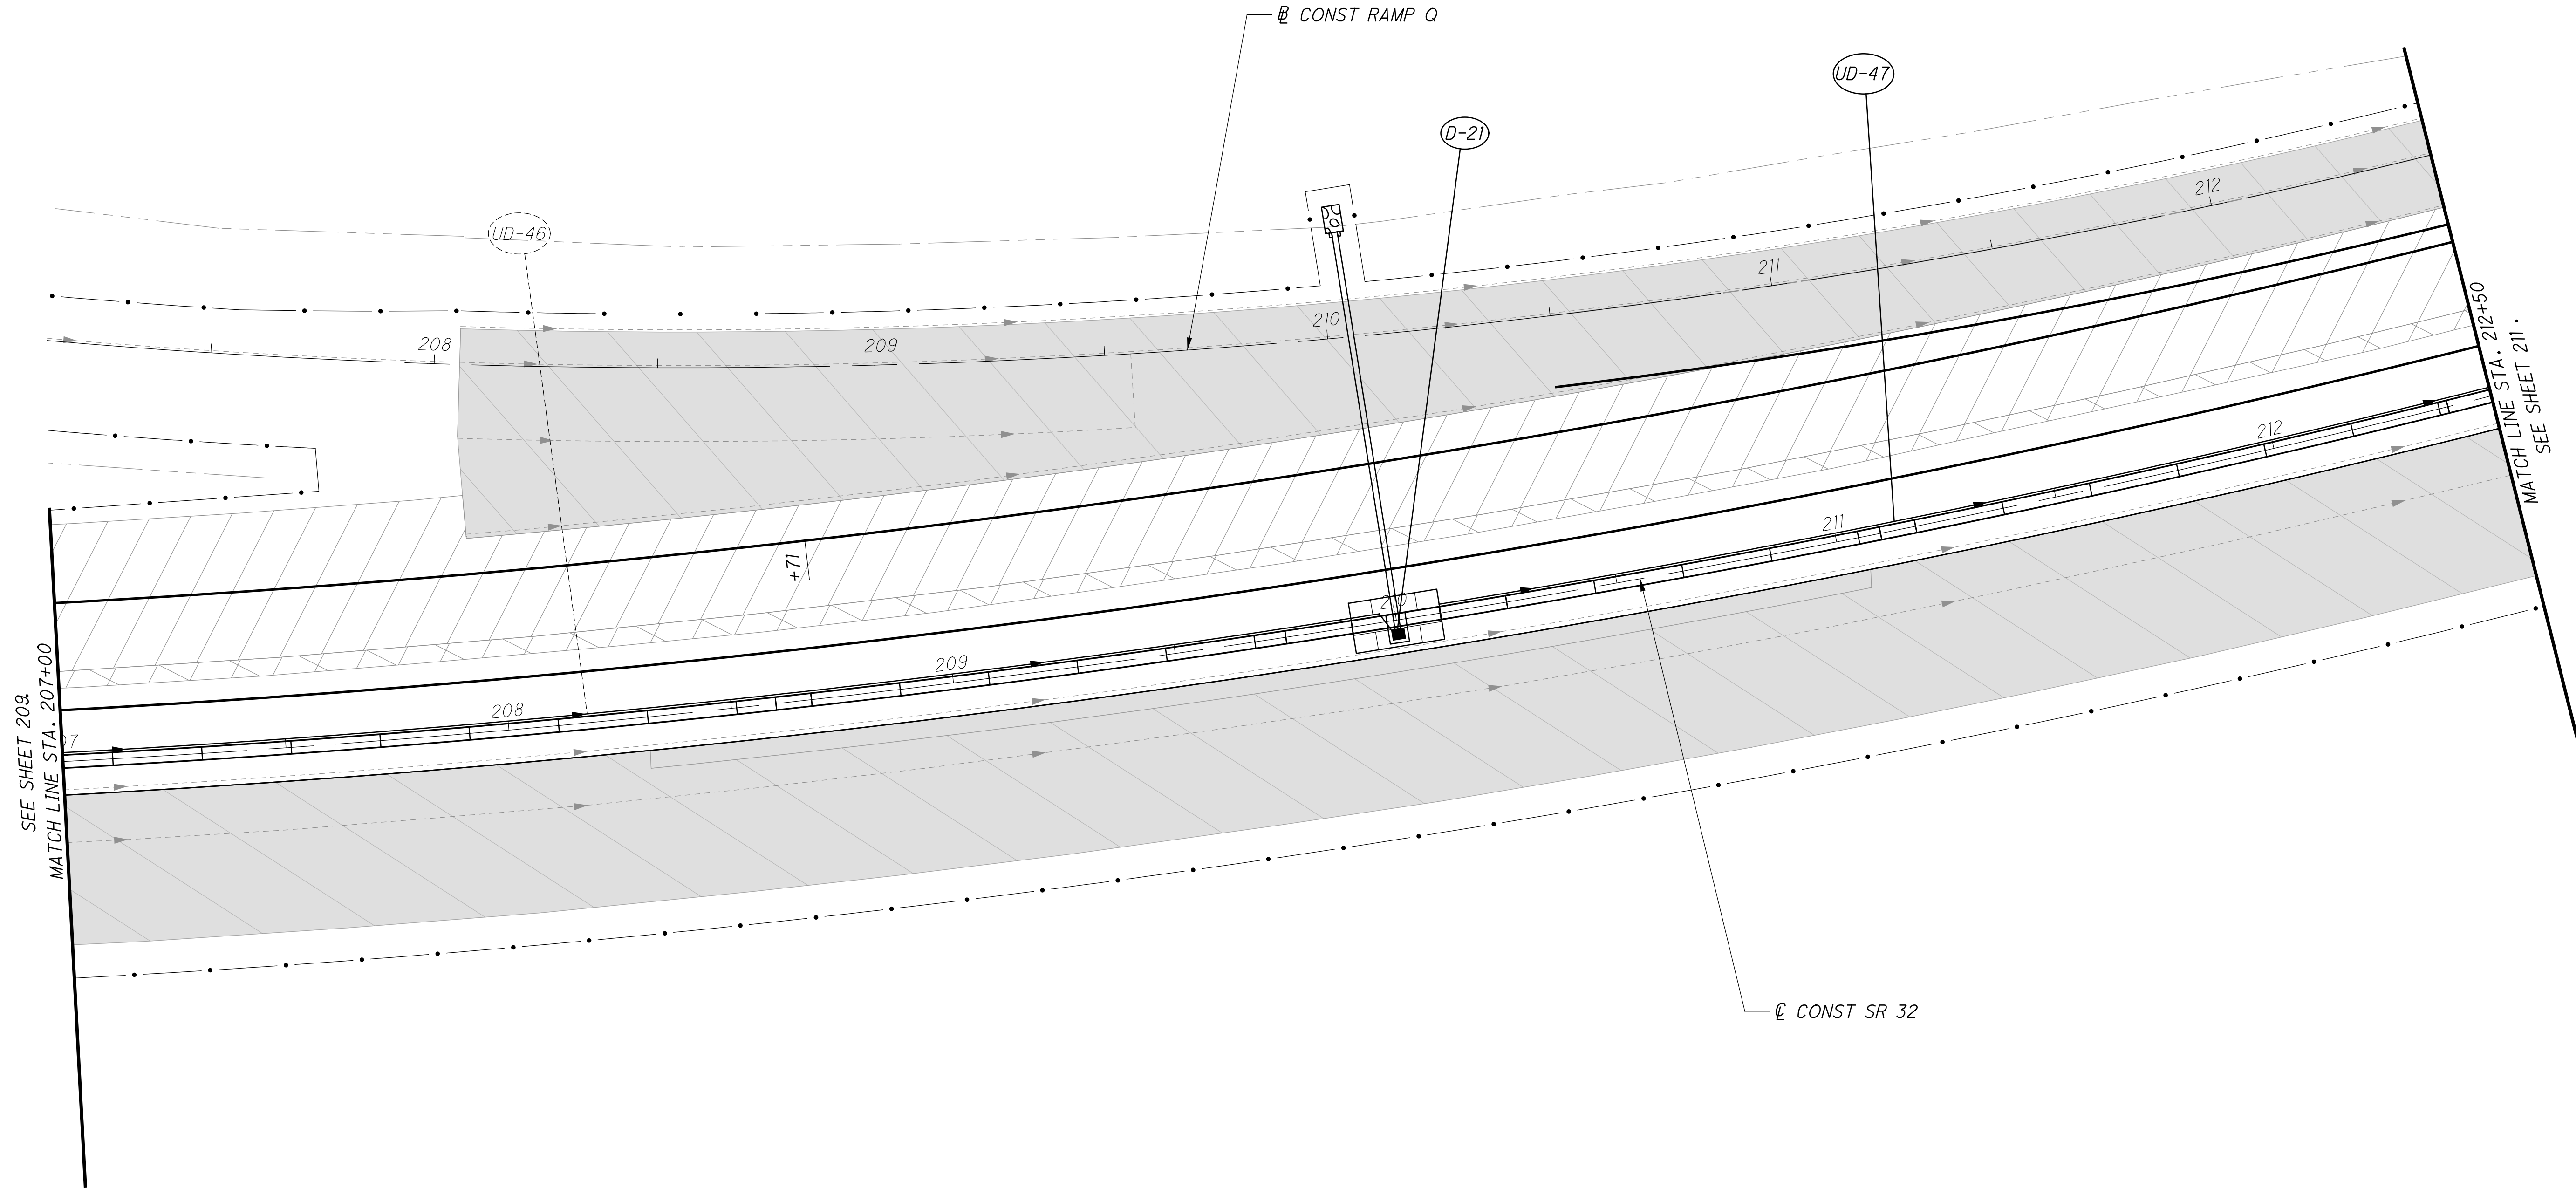 ℄ CONST RAMP Q
UD-47
D-21
UD-46
212
211
210
209
208
212
211
210
209
208
+71
SEE SHEET 209.
MATCH LINE STA. 207+00
MATCH LINE STA. 212+50
SEE SHEET 211.
℄ CONST SR 32